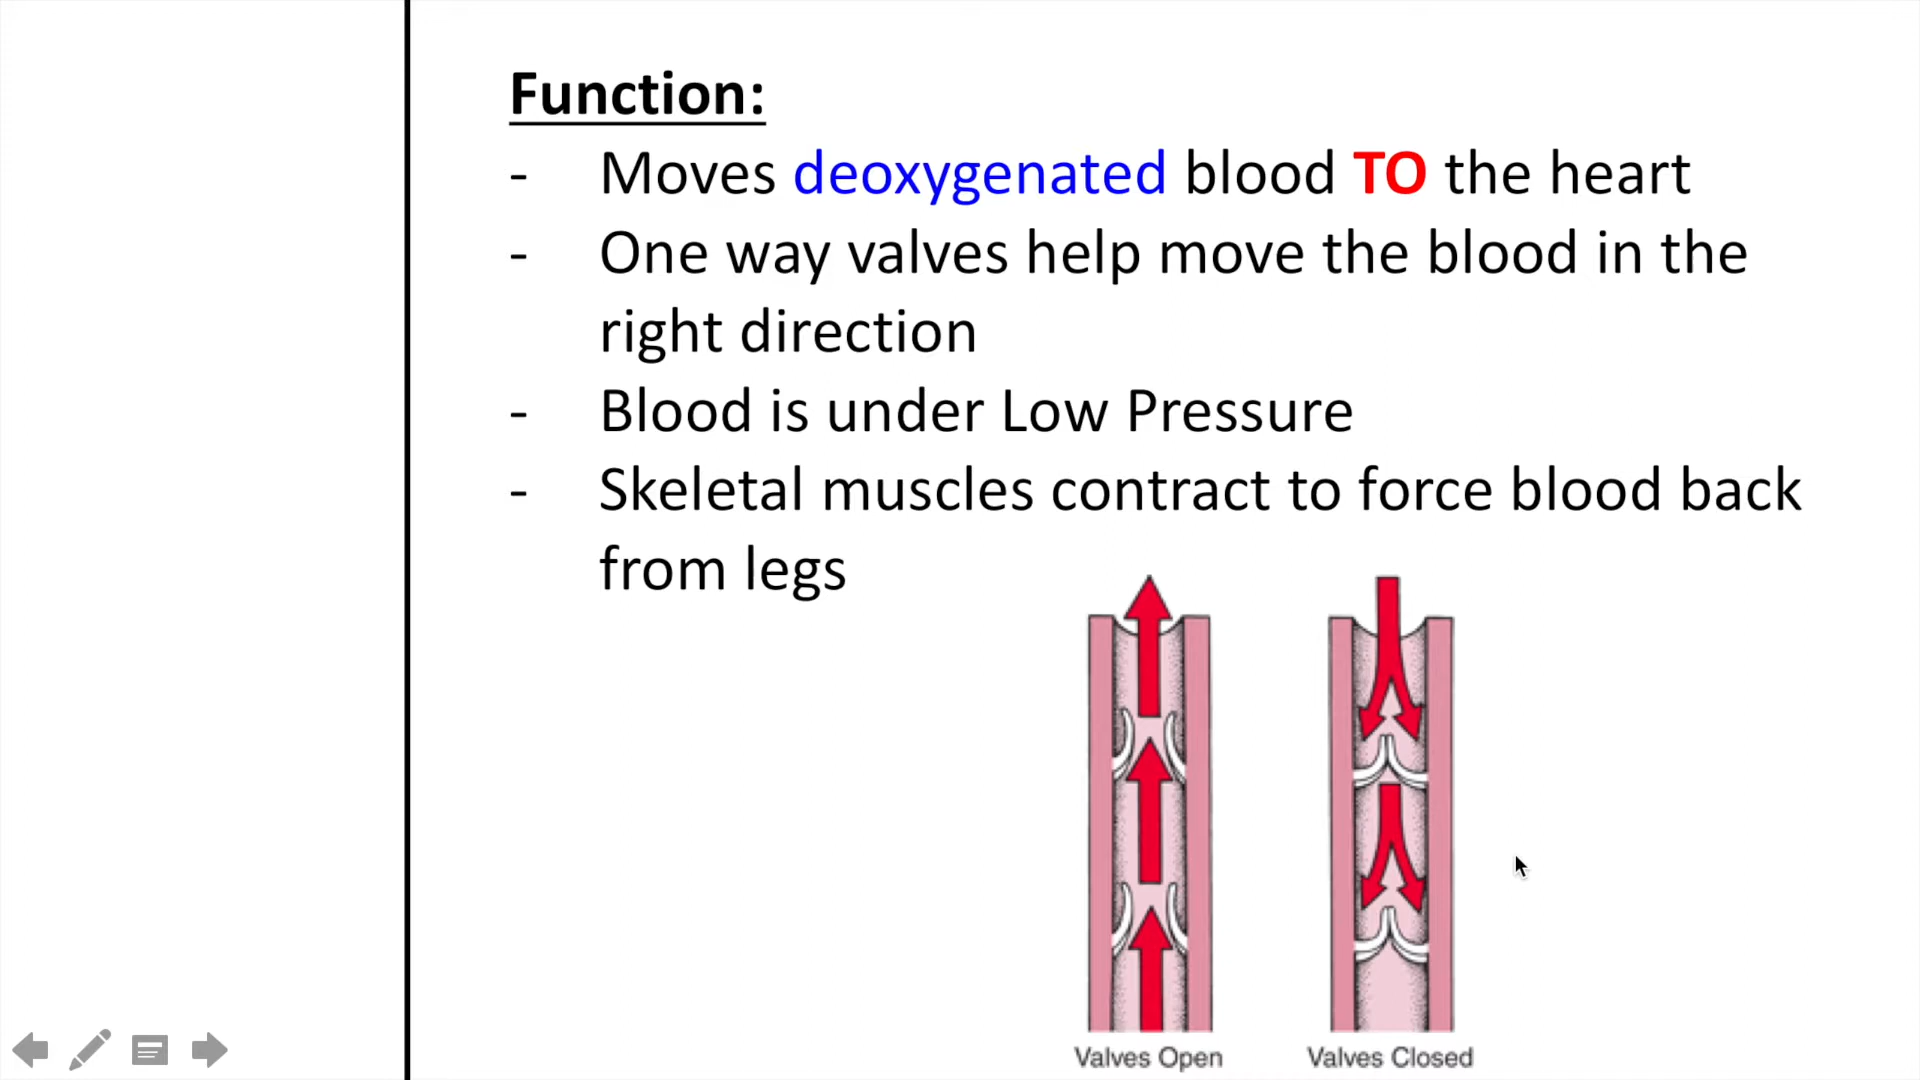 Function:
- Moves deoxygenated blood TO the heart
- One way valves help move the blood in the
right direction
- Blood is under Low Pressure
- Skeletal muscles contract to force blood back
from legs
Valves Open
Valves Closed